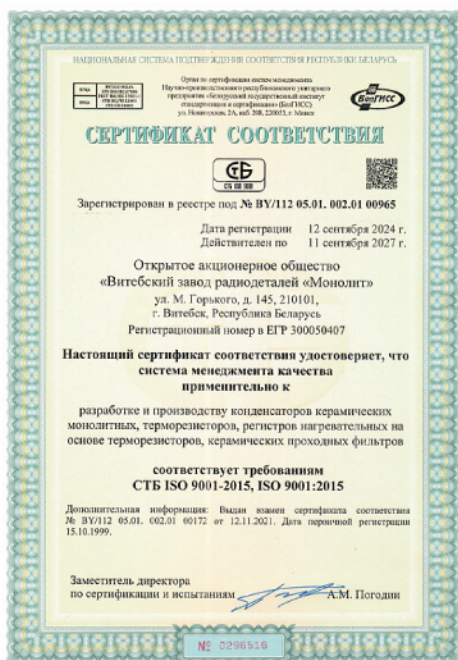 НАЦИОНАЛЬНАЯ СИСТЕМА ПОДТВЕРЖДЕНИЯ СООТВЕТСТВИЯ РЕСПУБЛИКИ БЕЛАРУСЬ
Орган по сертификации систем менеджмента
Научно-производственного республиканского унитарного
предприятия «Белорусский государственный институт
стандартизации и сертификации» (БелГИСС)
ул. Новаторская, 2А, каб. 208, 220053, г. Минск
БелГИСС
СЕРТИФИКАТ СООТВЕТСТВИЯ
СТБ
СТБ ISO 9001
Зарегистрирован в реестре под № BY/112 05.01. 002.01 00965
Дата регистрации 12 сентября 2024 г.
Действителен по 11 сентября 2027 г.
Открытое акционерное общество
«Витебский завод радиодеталей «Монолит»
ул. М. Горького, д. 145, 210101,
г. Витебск, Республика Беларусь
Регистрационный номер в ЕГР 300050407
Настоящий сертификат соответствия удостоверяет, что
система менеджмента качества
применительно к
разработке и производству конденсаторов керамических
монолитных, терморезисторов, регистров нагревательных на
основе терморезисторов, керамических проходных фильтров
соответствует требованиям
СТБ ISO 9001-2015, ISO 9001:2015
Дополнительная информация: Выдан взамен сертификата соответствия
№ BY/112 05.01. 002.01 00172 от 12.11.2021. Дата первичной регистрации
15.10.1999.
Заместитель директора
по сертификации и испытаниям А.М. Погодин
№ 0296516